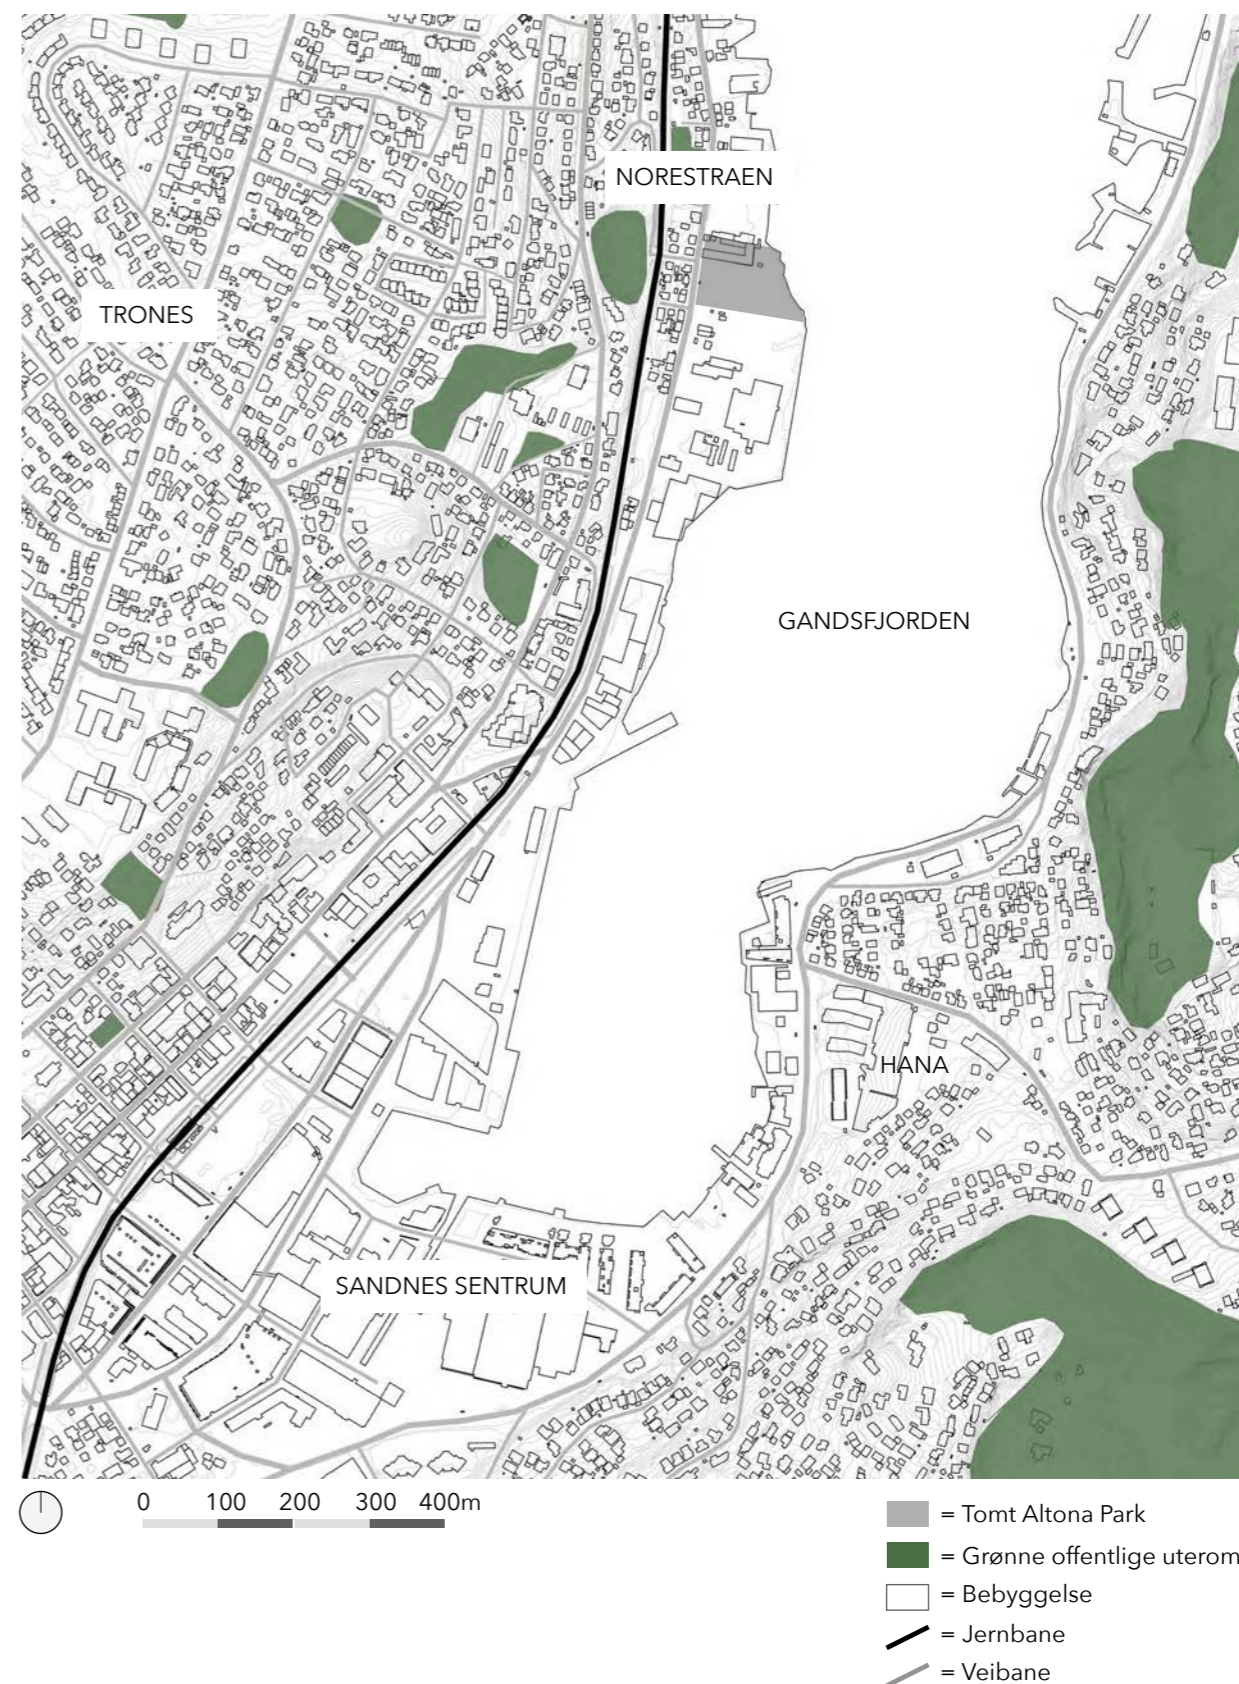 NORESTRAEN
TRONES
GANDSFJORDEN
HANA
SANDNES SENTRUM
0 100 200 300 400m
= Tomt Altona Park
= Grønne offentlige uterom
= Bebyggelse
= Jernbane
= Veibane